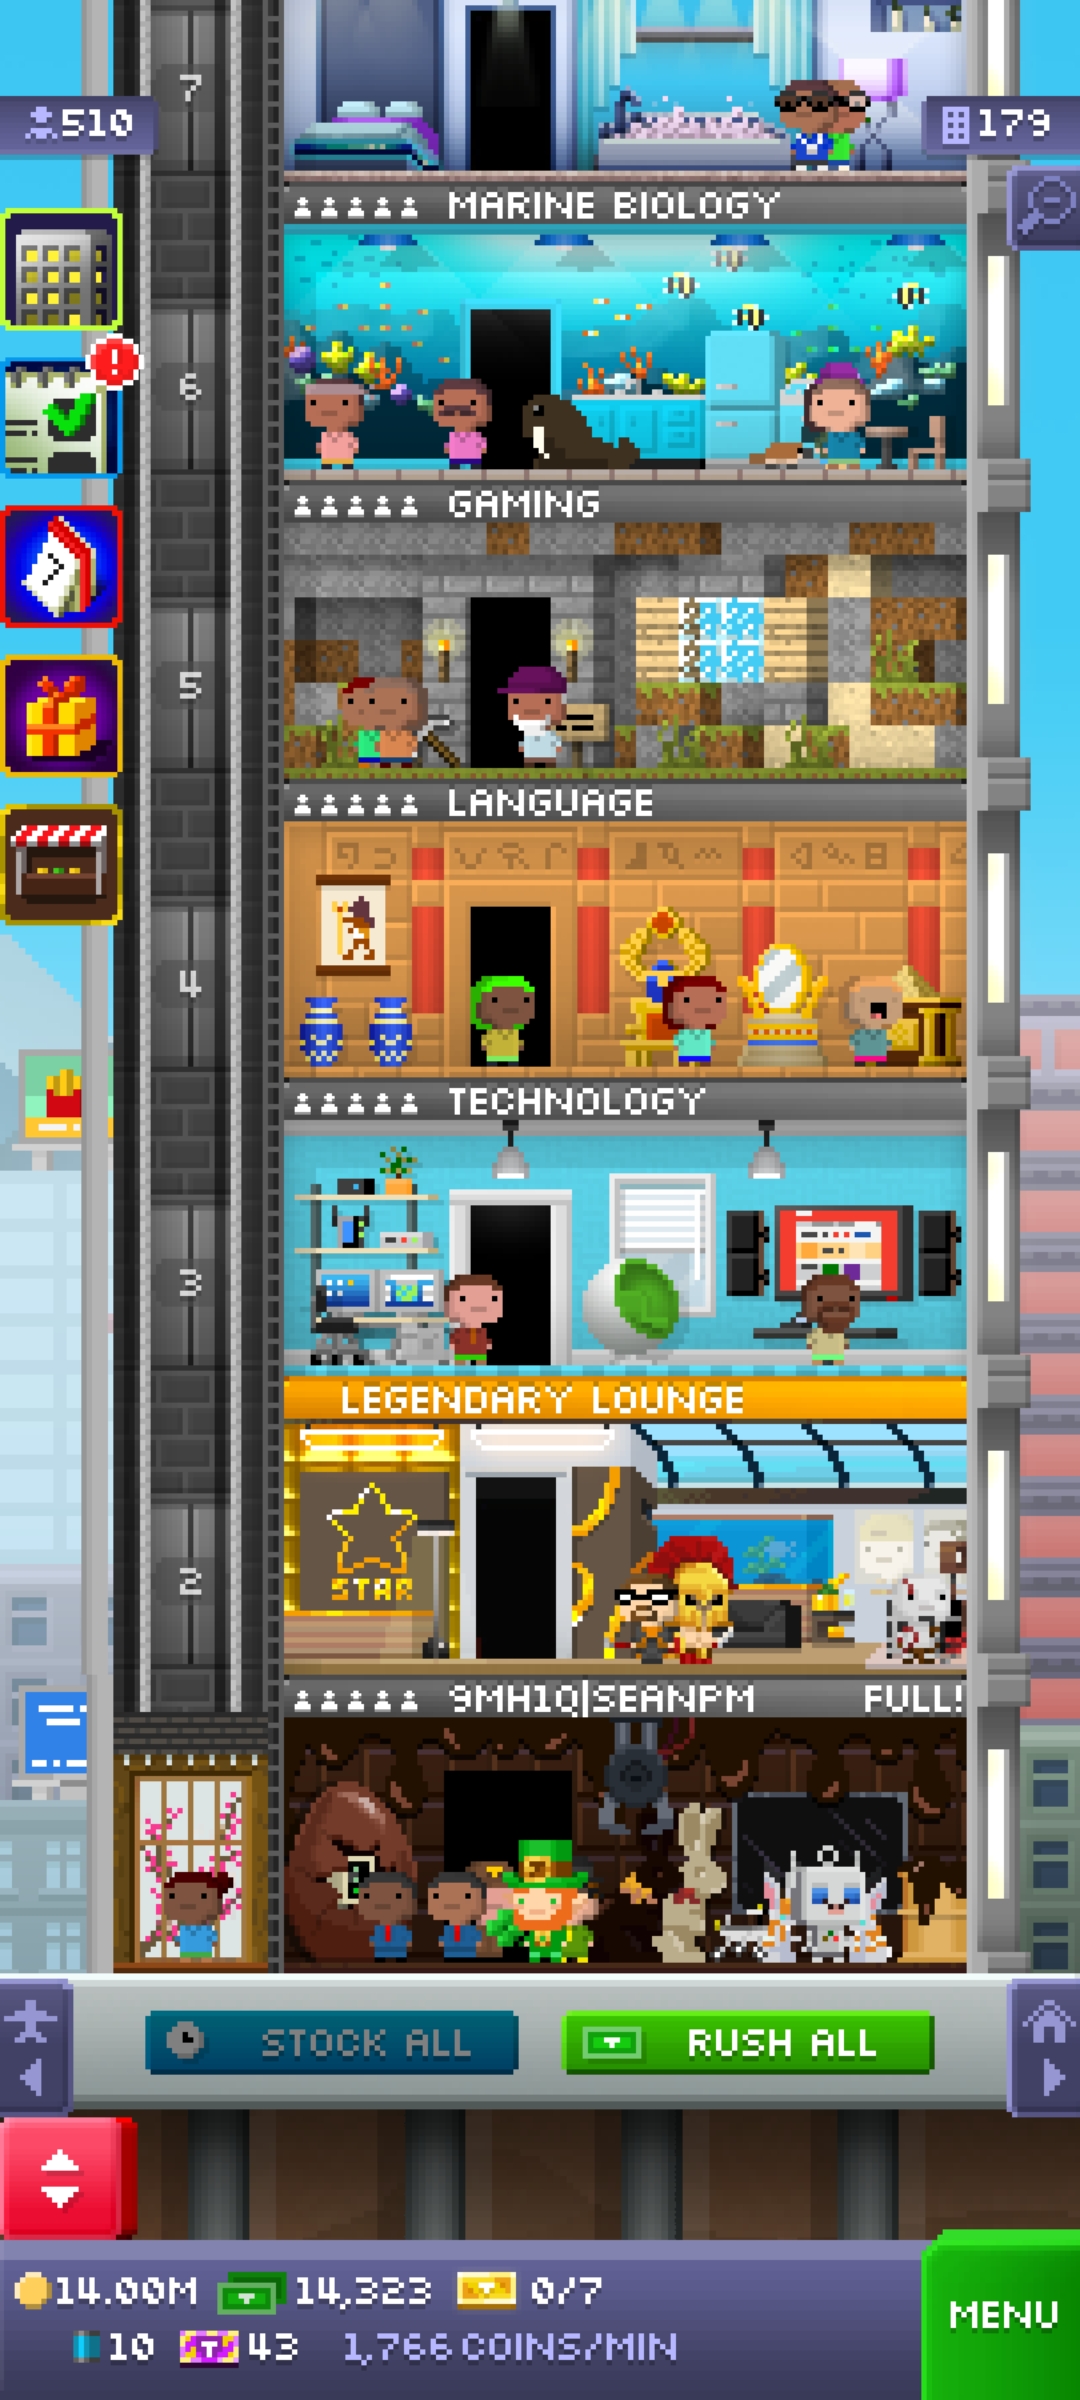 7
510
179
MARINE BIOLOGY
6
GAMING
7
5
LANGUAGE
4
TECHNOLOGY
3
LEGENDARY LOUNGE
STAR
2
9MH1Q|SEANPM FULL!
STOCK ALL
RUSH ALL
14.00M 14,323 0/7
10 43 1,766 COINS/MIN
MENU